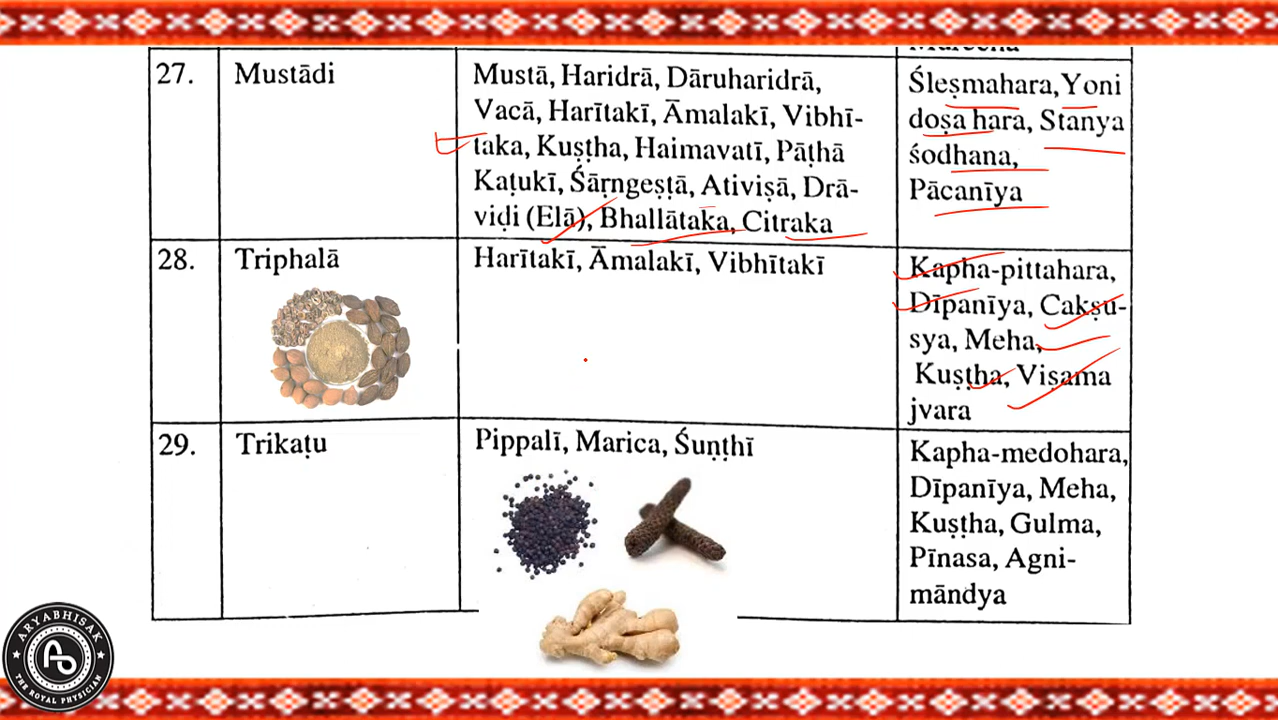 27. Mustādi Mustā, Haridrā, Dāruharidrā, Śleṣmahara, Yoni
Vacā, Harītakī, Āmalakī, Vibhī- doṣa hara, Stanya
taka, Kuṣṭha, Haimavatī, Pāṭhā śodhana,
Kaṭukī, Śārṇgeṣṭā, Ativiṣā, Drā- Pācanīya
viḍi (Elā), Bhallātaka, Citraka
28. Triphalā Harītakī, Āmalakī, Vibhītakī Kapha-pittahara,
Dīpanīya, Cakṣu-
sya, Meha,
Kuṣṭha, Viṣama
jvara
29. Trikaṭu Pippalī, Marica, Śuṇṭhī Kapha-medohara,
Dīpanīya, Meha,
Kuṣṭha, Gulma,
Pīnasa, Agni-
māndya
ARYABHISAK
THE ROYAL PHYSICIAN